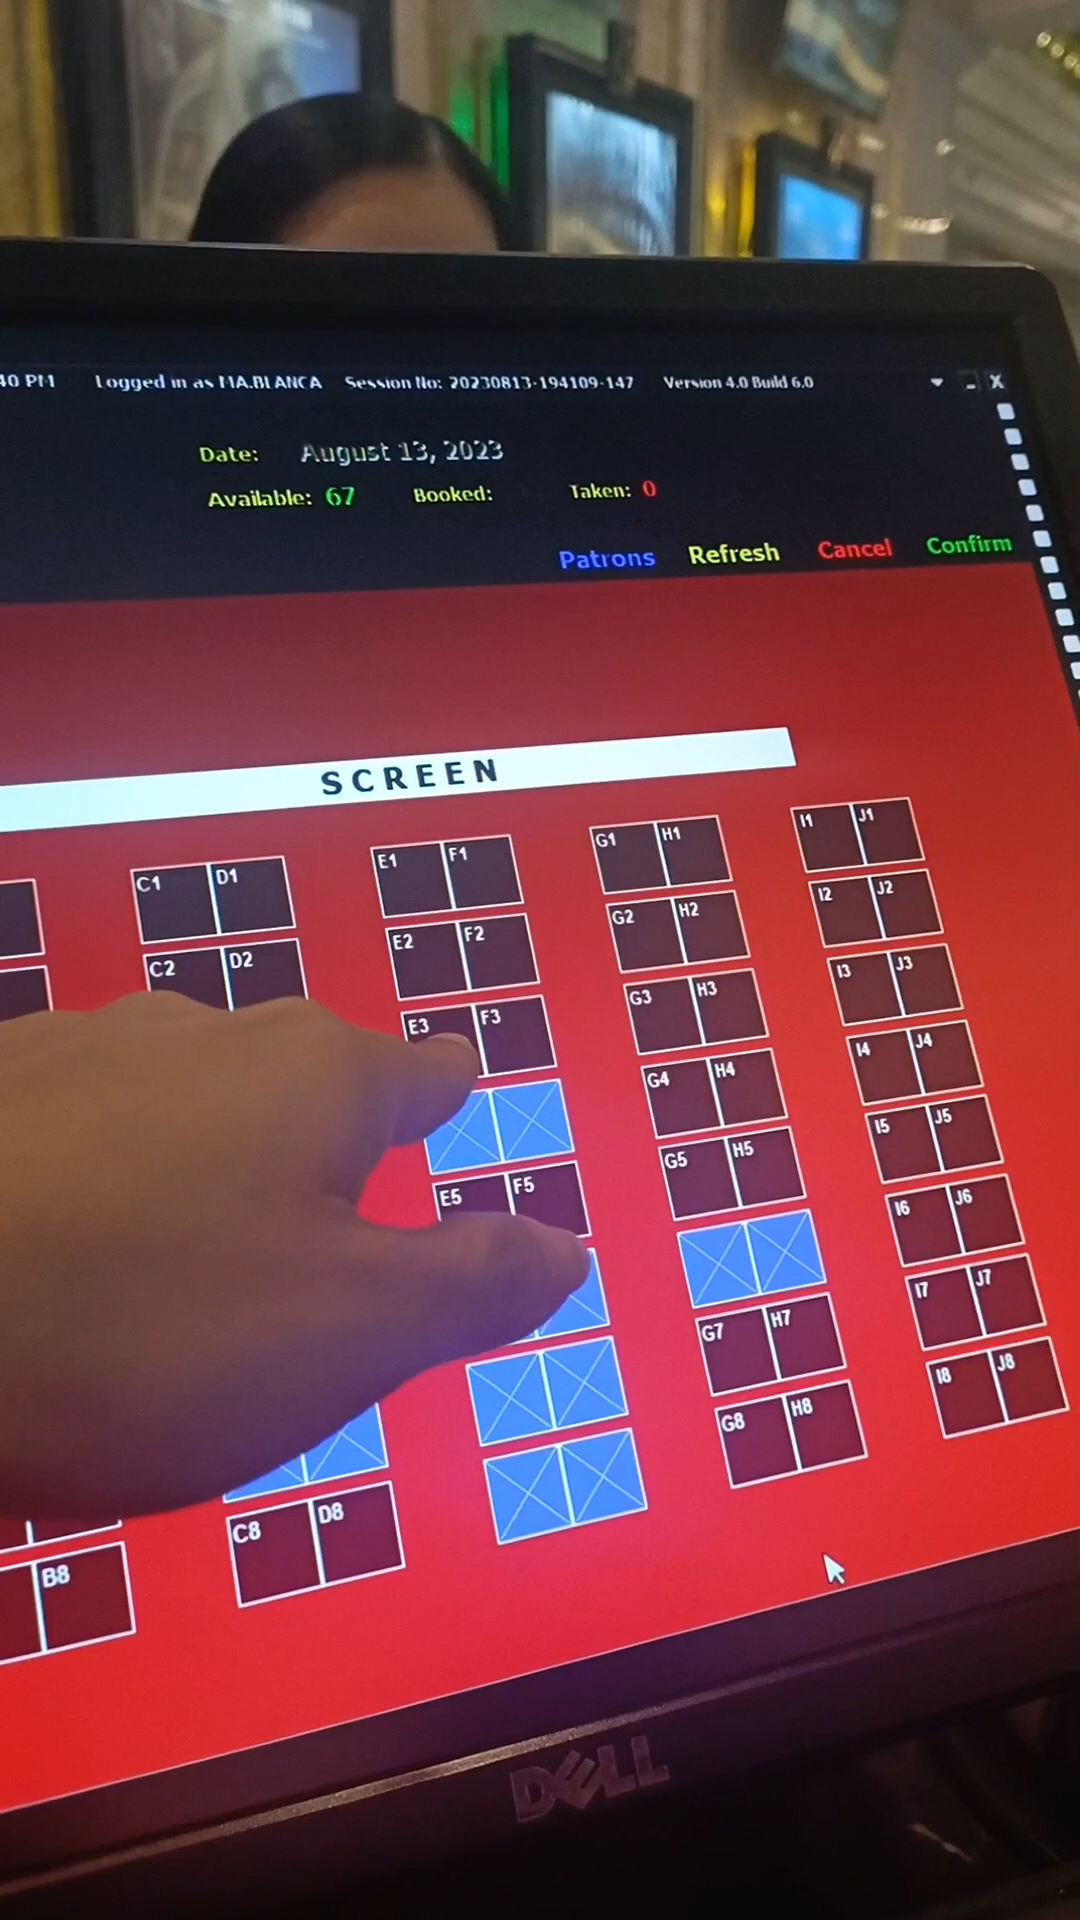 40 PM Logged in as MA.BLANCA Session No: 20230813-194109-147 Version 4.0 Build 6.0 X
Date: August 13, 2023
Available: 67 Booked: Taken: 0
Patrons Refresh Cancel Confirm
SCREEN
C1 D1 E1 F1 G1 H1 I1 J1
C2 D2 E2 F2 G2 H2 I2 J2
E3 F3 G3 H3 I3 J3
G4 H4 I4 J4
E5 F5 G5 H5 I5 J5
I6 J6
G7 H7 I7 J7
B8 C8 D8 G8 H8 I8 J8
DELL